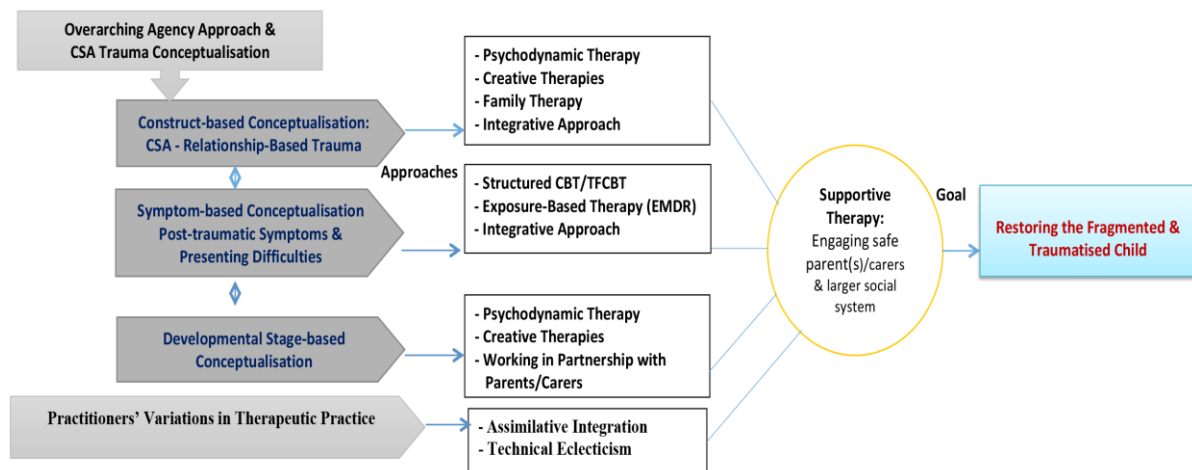 Overarching Agency Approach &
CSA Trauma Conceptualisation
Construct-based Conceptualisation:
CSA - Relationship-Based Trauma
- Psychodynamic Therapy
- Creative Therapies
- Family Therapy
- Integrative Approach
Approaches
Symptom-based Conceptualisation
Post-traumatic Symptoms &
Presenting Difficulties
- Structured CBT/TFCBT
- Exposure-Based Therapy (EMDR)
- Integrative Approach
Developmental Stage-based
Conceptualisation
- Psychodynamic Therapy
- Creative Therapies
- Working in Partnership with
Parents/Carers
Practitioners’ Variations in Therapeutic Practice
- Assimilative Integration
- Technical Eclecticism
Supportive
Therapy:
Engaging safe
parent(s)/carers
& larger social
system
Goal
Restoring the Fragmented &
Traumatised Child